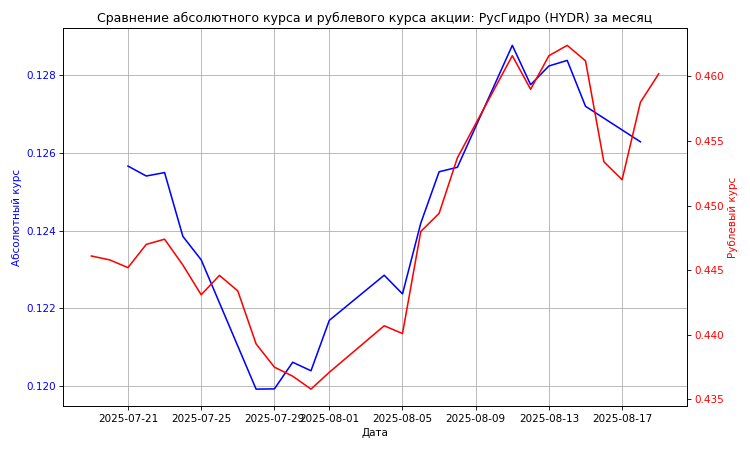 Сравнение абсолютного курса и рублевого курса акции: РусГидро (HYDR) за месяц
0.128
0.126
0.124
0.122
0.120
Абсолютный курс
0.460
0.455
0.450
0.445
0.440
0.435
Рублевый курс
2025-07-21 2025-07-25 2025-07-29 2025-08-01 2025-08-05 2025-08-09 2025-08-13 2025-08-17
Дата